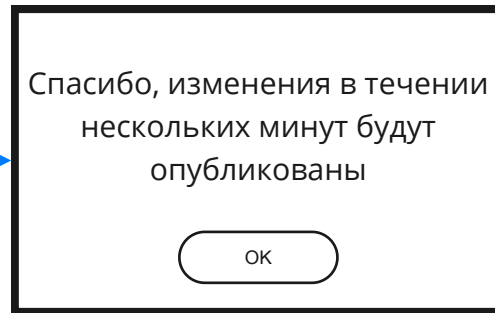 Спасибо, изменения в течении
нескольких минут будут
опубликованы
OK